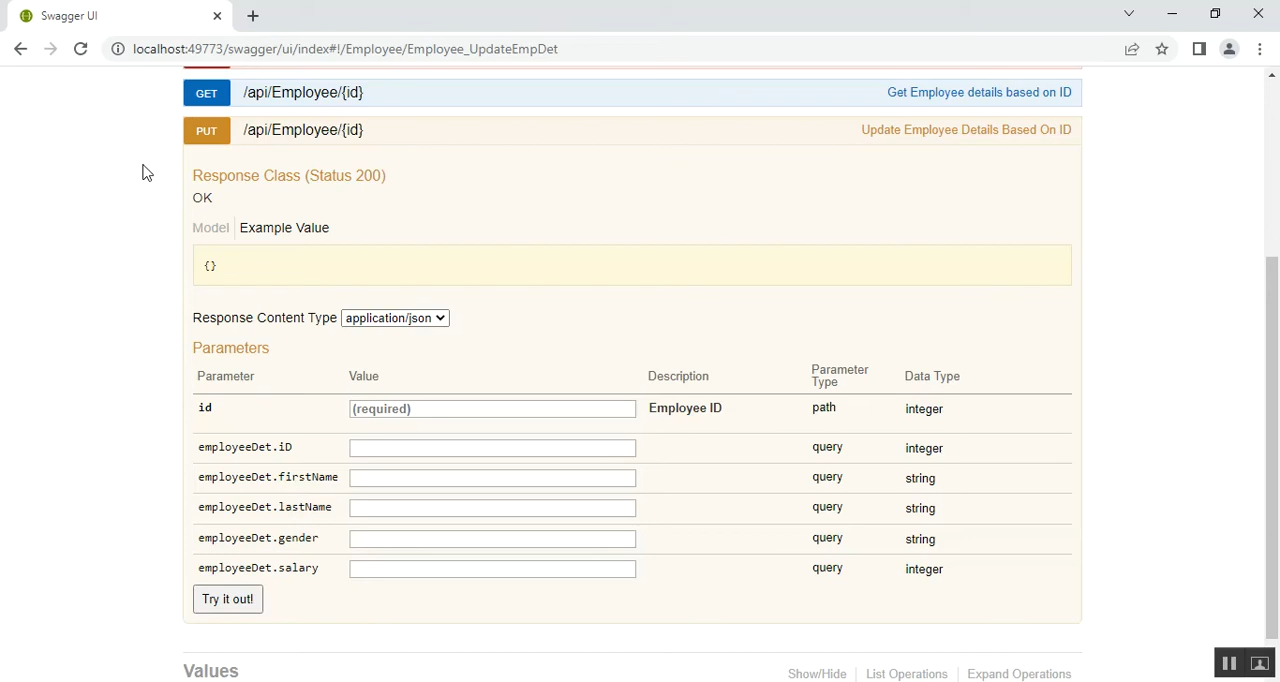 Swagger UI
localhost:49773/swagger/ui/index#!/Employee/Employee_UpdateEmpDet
GET /api/Employee/{id} Get Employee details based on ID
PUT /api/Employee/{id} Update Employee Details Based On ID
Response Class (Status 200)
OK
Model Example Value
{}
Response Content Type application/json
Parameters
Parameter Value Description Parameter Type Data Type
id (required) Employee ID path integer
employeeDet.iD query integer
employeeDet.firstName query string
employeeDet.lastName query string
employeeDet.gender query string
employeeDet.salary query integer
Try it out!
Values Show/Hide List Operations Expand Operations